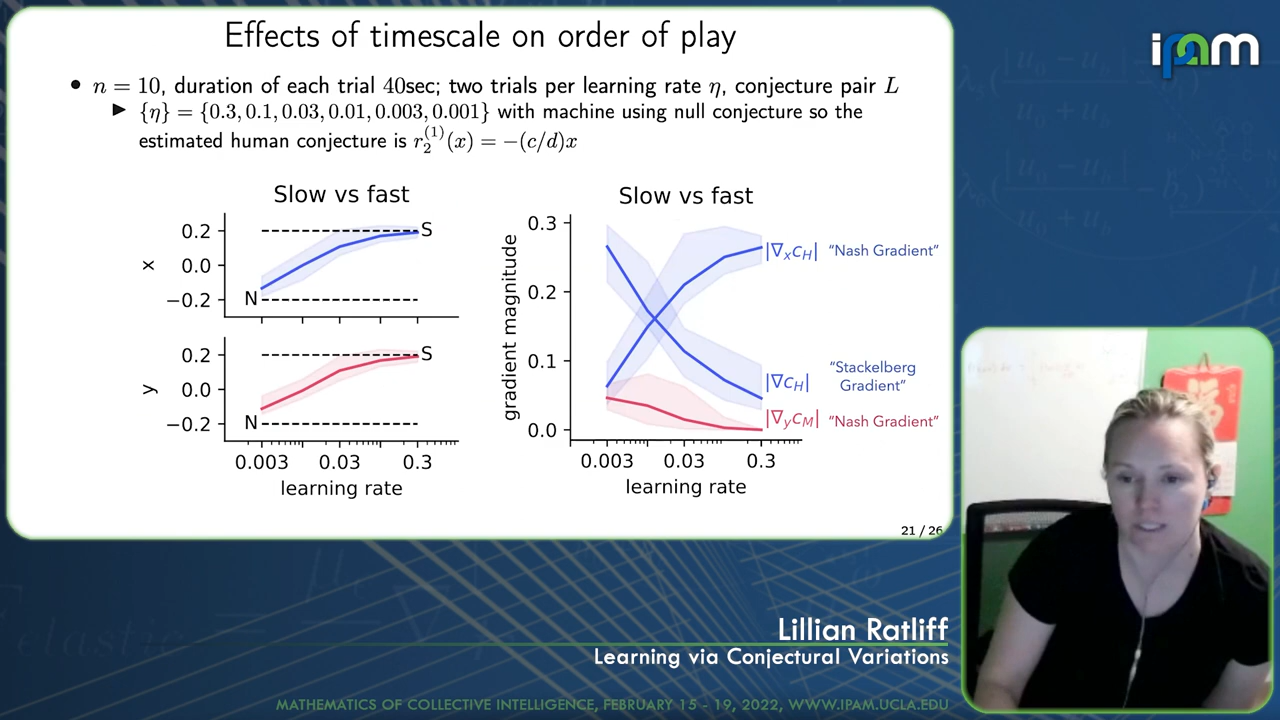 Effects of timescale on order of play
ipam
• n = 10, duration of each trial 40sec; two trials per learning rate η, conjecture pair L
▶ {η} = {0.3, 0.1, 0.03, 0.01, 0.003, 0.001} with machine using null conjecture so the
estimated human conjecture is r₂⁽¹⁾(x) = −(c/d)x
Slow vs fast
x
0.2
0.0
−0.2
S
N
y
0.2
0.0
−0.2
S
N
0.003 0.03 0.3
learning rate
Slow vs fast
gradient magnitude
0.3
0.2
0.1
0.0
|∇ₓc_H| “Nash Gradient”
|∇c_H| “Stackelberg
Gradient”
|∇_yc_M| “Nash Gradient”
0.003 0.03 0.3
learning rate
21 / 26
Lillian Ratliff
Learning via Conjectural Variations
MATHEMATICS OF COLLECTIVE INTELLIGENCE, FEBRUARY 15 - 19, 2022, WWW.IPAM.UCLA.EDU
elastic